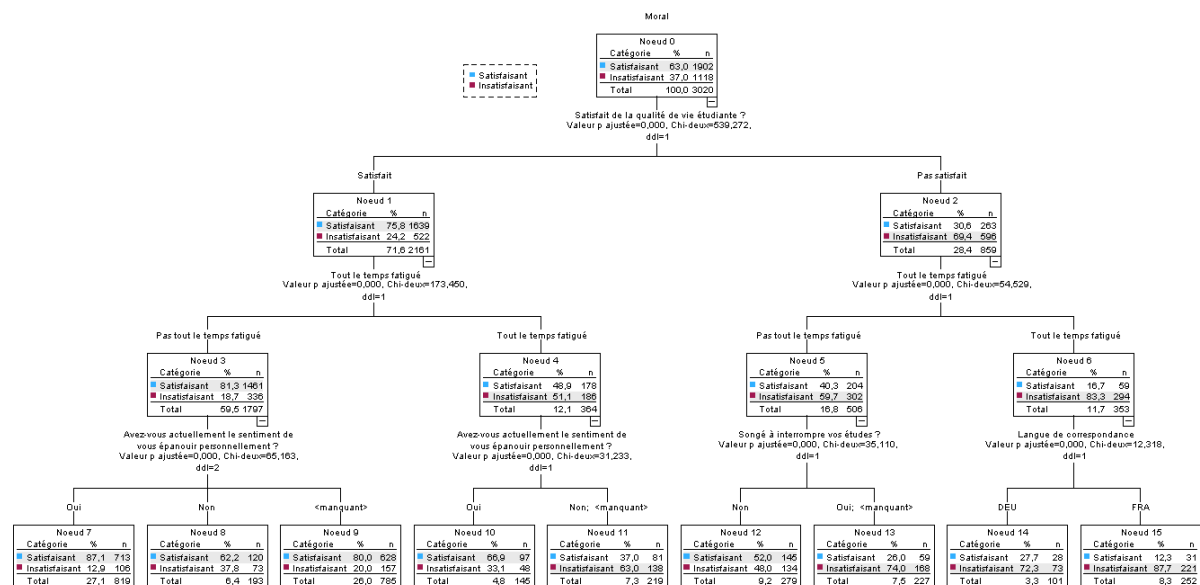 Moral
Noeud 0
Catégorie % n
Satisfaisant 63,0 1902
Insatisfaisant 37,0 1118
Total 100,0 3020
Satisfaisant
Insatisfaisant
Satisfait de la qualité de vie étudiante ?
Valeur p ajustée=0,000, Chi-deux=539,272,
ddl=1
Satisfait
Pas satisfait
Noeud 1
Catégorie % n
Satisfaisant 75,8 1639
Insatisfaisant 24,2 522
Total 71,6 2161
Noeud 2
Catégorie % n
Satisfaisant 30,6 263
Insatisfaisant 69,4 596
Total 28,4 859
Tout le temps fatigué
Valeur p ajustée=0,000, Chi-deux=173,450,
ddl=1
Tout le temps fatigué
Valeur p ajustée=0,000, Chi-deux=54,529,
ddl=1
Pas tout le temps fatigué
Tout le temps fatigué
Pas tout le temps fatigué
Tout le temps fatigué
Noeud 3
Catégorie % n
Satisfaisant 81,3 1461
Insatisfaisant 18,7 336
Total 59,5 1797
Noeud 4
Catégorie % n
Satisfaisant 48,9 178
Insatisfaisant 51,1 186
Total 12,1 364
Noeud 5
Catégorie % n
Satisfaisant 40,3 204
Insatisfaisant 59,7 302
Total 16,8 506
Noeud 6
Catégorie % n
Satisfaisant 16,7 59
Insatisfaisant 83,3 294
Total 11,7 353
Avez-vous actuellement le sentiment de
vous épanouir personnellement ?
Valeur p ajustée=0,000, Chi-deux=65,163,
ddl=2
Avez-vous actuellement le sentiment de
vous épanouir personnellement ?
Valeur p ajustée=0,000, Chi-deux=31,233,
ddl=1
Songé à interrompre vos études ?
Valeur p ajustée=0,000, Chi-deux=35,110,
ddl=1
Langue de correspondance
Valeur p ajustée=0,000, Chi-deux=12,318,
ddl=1
Oui
Non
<manquant>
Oui
Non; <manquant>
Non
Oui; <manquant>
DEU
FRA
Noeud 7
Catégorie % n
Satisfaisant 87,1 713
Insatisfaisant 12,9 106
Total 27,1 819
Noeud 8
Catégorie % n
Satisfaisant 62,2 120
Insatisfaisant 37,8 73
Total 6,4 193
Noeud 9
Catégorie % n
Satisfaisant 80,0 628
Insatisfaisant 20,0 157
Total 26,0 785
Noeud 10
Catégorie % n
Satisfaisant 66,9 97
Insatisfaisant 33,1 48
Total 4,8 145
Noeud 11
Catégorie % n
Satisfaisant 37,0 81
Insatisfaisant 63,0 138
Total 7,3 219
Noeud 12
Catégorie % n
Satisfaisant 52,0 145
Insatisfaisant 48,0 134
Total 9,2 279
Noeud 13
Catégorie % n
Satisfaisant 26,0 59
Insatisfaisant 74,0 168
Total 7,5 227
Noeud 14
Catégorie % n
Satisfaisant 27,7 28
Insatisfaisant 72,3 73
Total 3,3 101
Noeud 15
Catégorie % n
Satisfaisant 12,3 31
Insatisfaisant 87,7 221
Total 8,3 252